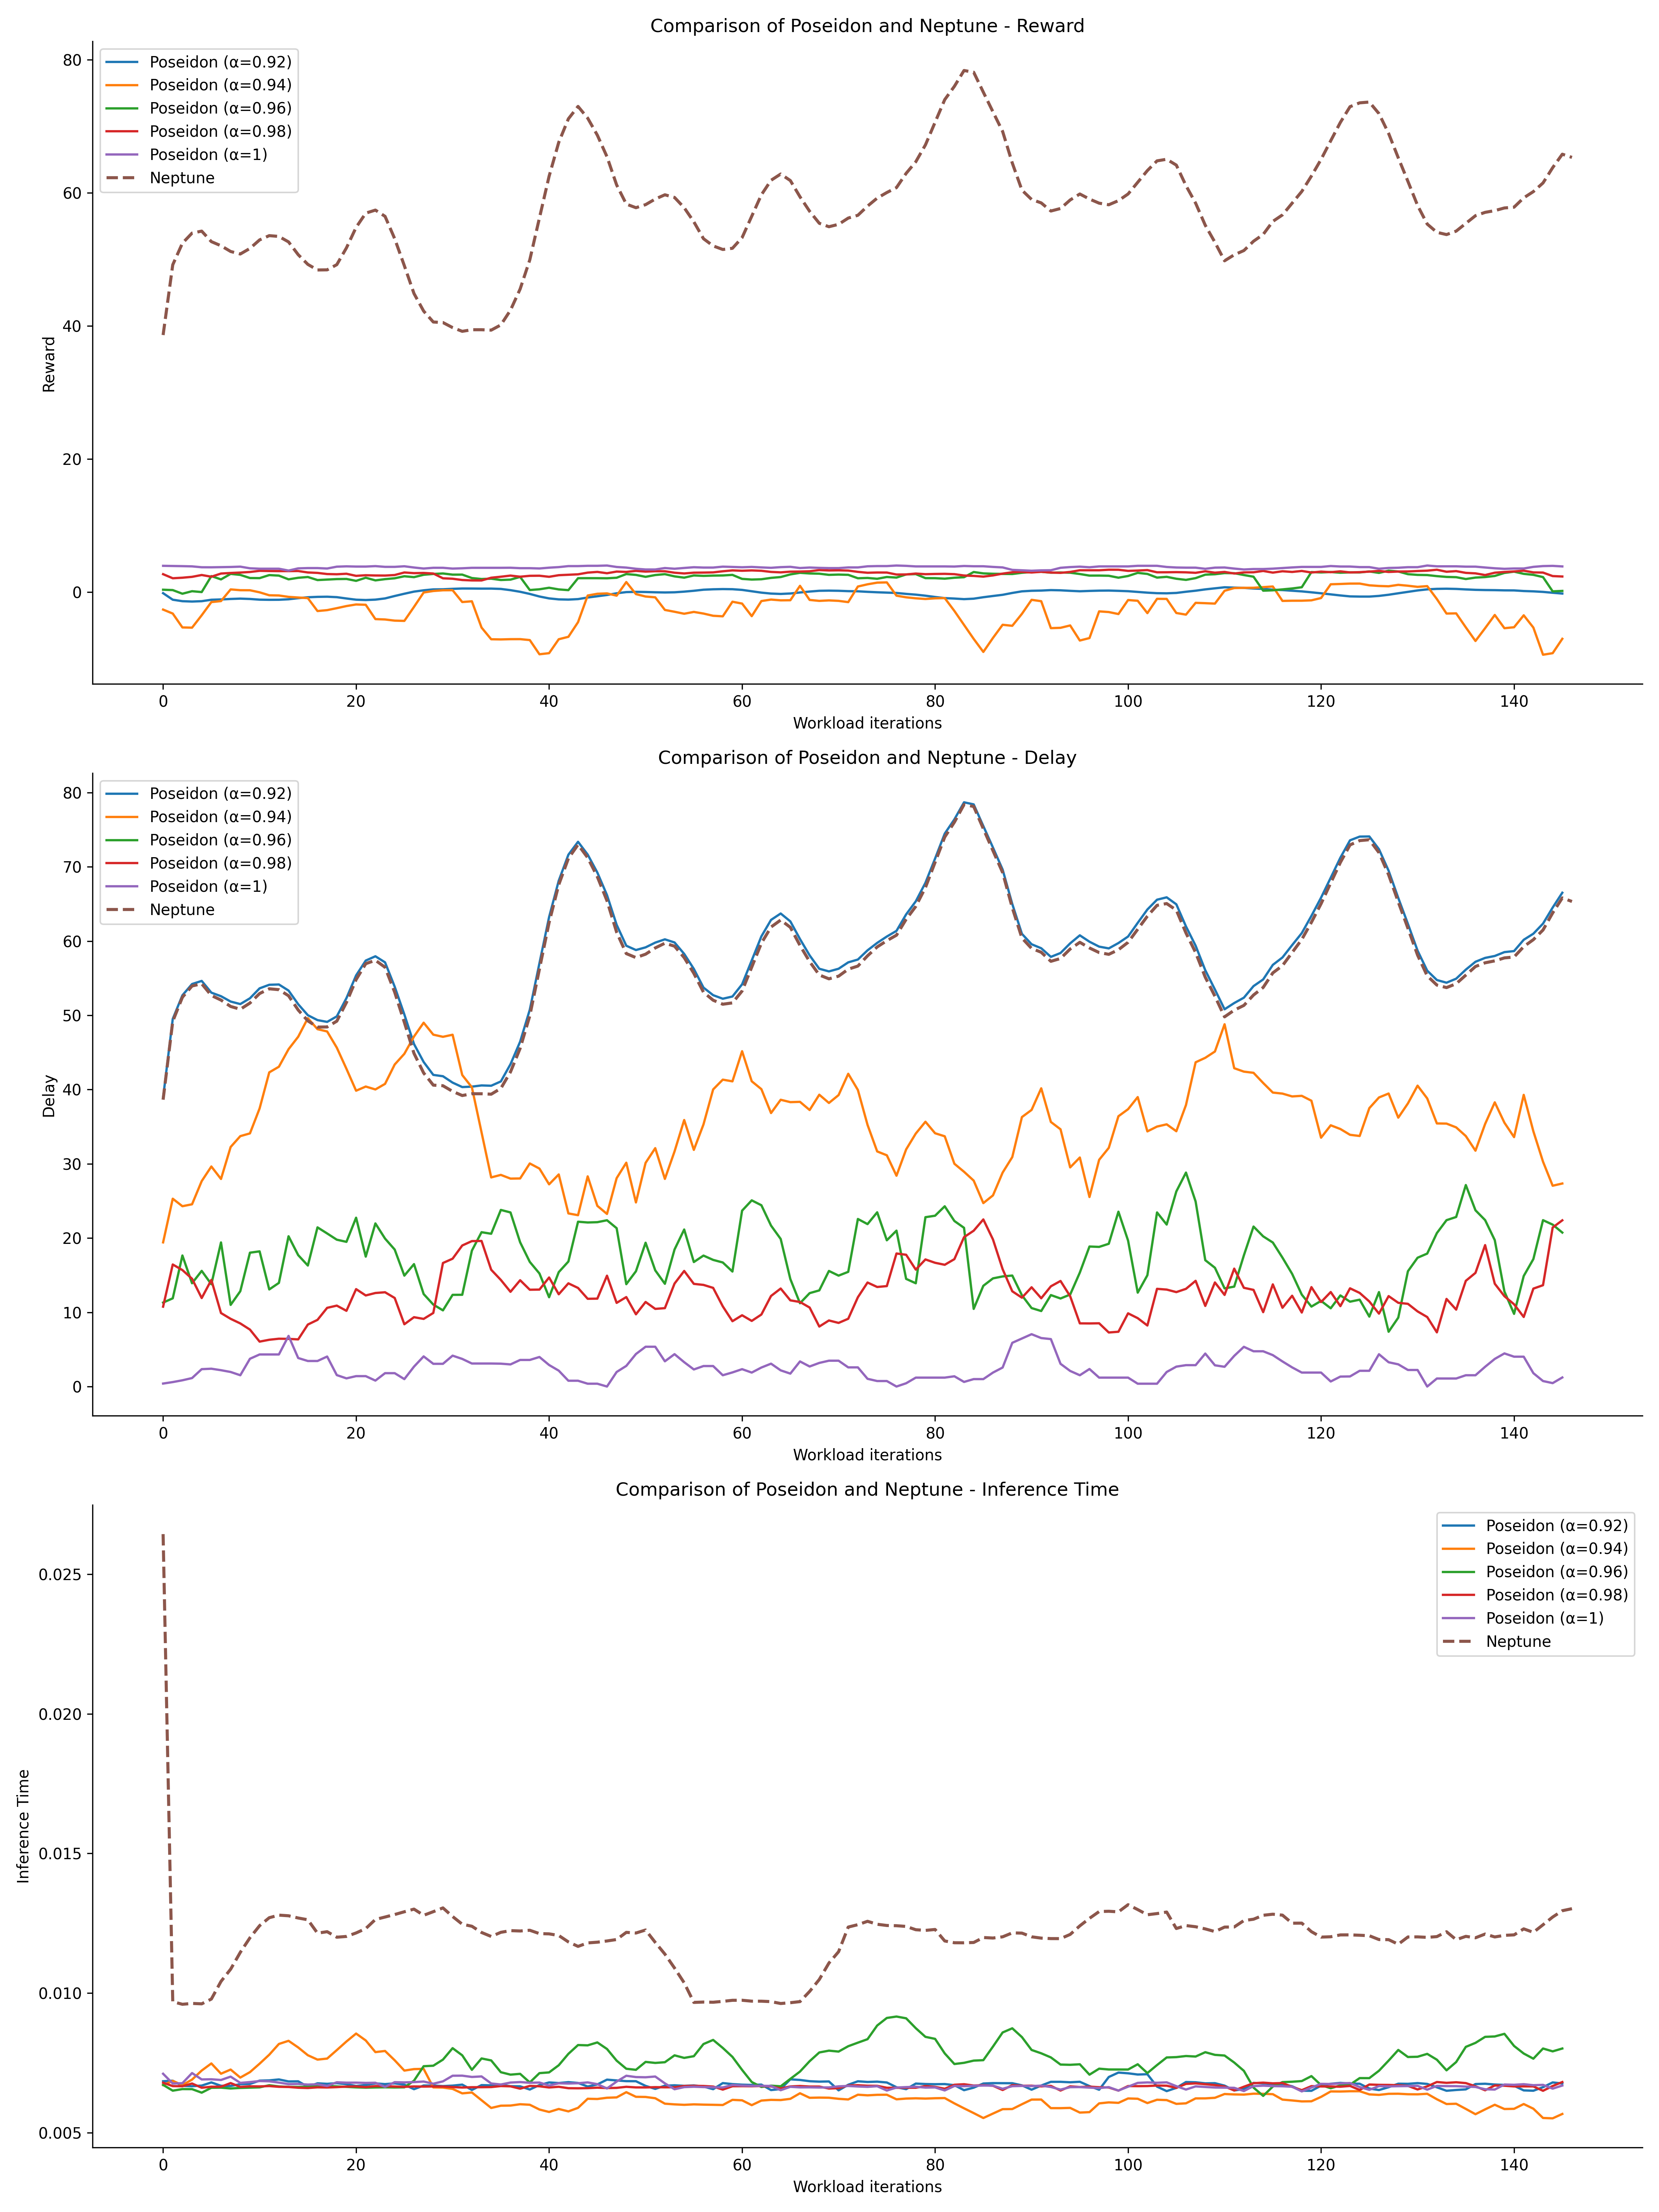 Comparison of Poseidon and Neptune - Reward
80
60
40
20
0
Reward
Poseidon (α=0.92)
Poseidon (α=0.94)
Poseidon (α=0.96)
Poseidon (α=0.98)
Poseidon (α=1)
Neptune
0 20 40 60 80 100 120 140
Workload iterations
Comparison of Poseidon and Neptune - Delay
80
70
60
50
40
30
20
10
0
Delay
Poseidon (α=0.92)
Poseidon (α=0.94)
Poseidon (α=0.96)
Poseidon (α=0.98)
Poseidon (α=1)
Neptune
0 20 40 60 80 100 120 140
Workload iterations
Comparison of Poseidon and Neptune - Inference Time
0.025
0.020
0.015
0.010
0.005
Inference Time
Poseidon (α=0.92)
Poseidon (α=0.94)
Poseidon (α=0.96)
Poseidon (α=0.98)
Poseidon (α=1)
Neptune
0 20 40 60 80 100 120 140
Workload iterations